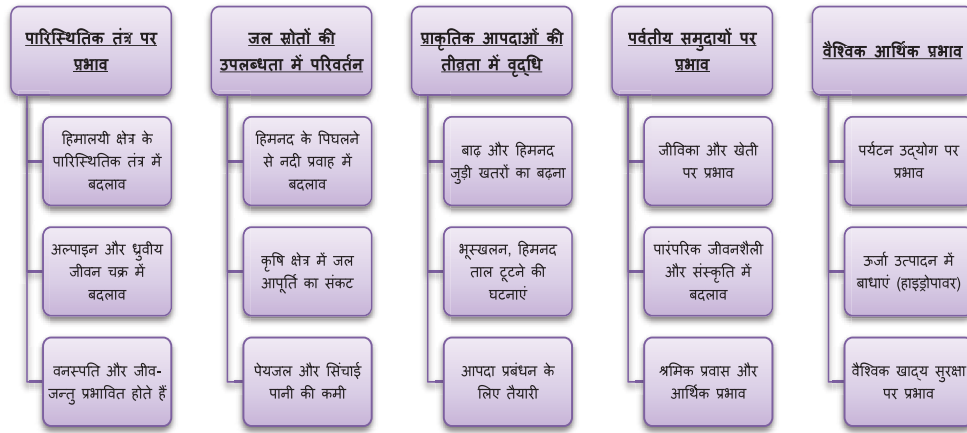 पारिस्थितिक तंत्र पर
प्रभाव
हिमालयी क्षेत्र के
पारिस्थितिक तंत्र में
बदलाव
अल्पाइन और ध्रुवीय
जीवन चक्र में
बदलाव
वनस्पति और जीव-
जन्तु प्रभावित होते हैं
जल स्रोतों की
उपलब्धता में परिवर्तन
हिमनद के पिघलने
से नदी प्रवाह में
बदलाव
कृषि क्षेत्र में जल
आपूर्ति का संकट
पेयजल और सिंचाई
पानी की कमी
प्राकृतिक आपदाओं की
तीव्रता में वृद्धि
बाढ़ और हिमनद
जुड़ी खतरों का बढ़ना
भूस्खलन, हिमनद
ताल टूटने की
घटनाएं
आपदा प्रबंधन के
लिए तैयारी
पर्वतीय समुदायों पर
प्रभाव
जीविका और खेती
पर प्रभाव
पारंपरिक जीवनशैली
और संस्कृति में
बदलाव
श्रमिक प्रवास और
आर्थिक प्रभाव
वैश्विक आर्थिक प्रभाव
पर्यटन उद्योग पर
प्रभाव
ऊर्जा उत्पादन में
बाधाएं (हाइड्रोपावर)
वैश्विक खाद्य सुरक्षा
पर प्रभाव